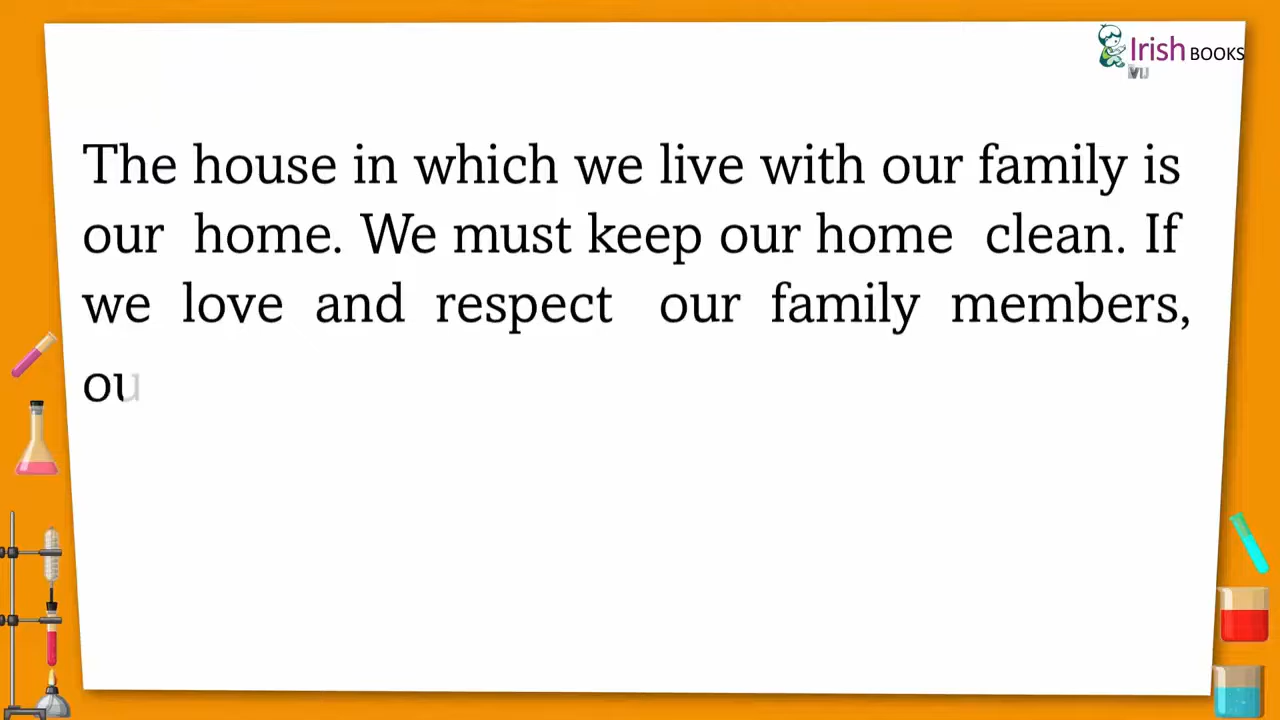 Irish BOOKS
The house in which we live with our family is
our home. We must keep our home clean. If
we love and respect our family members,
ou